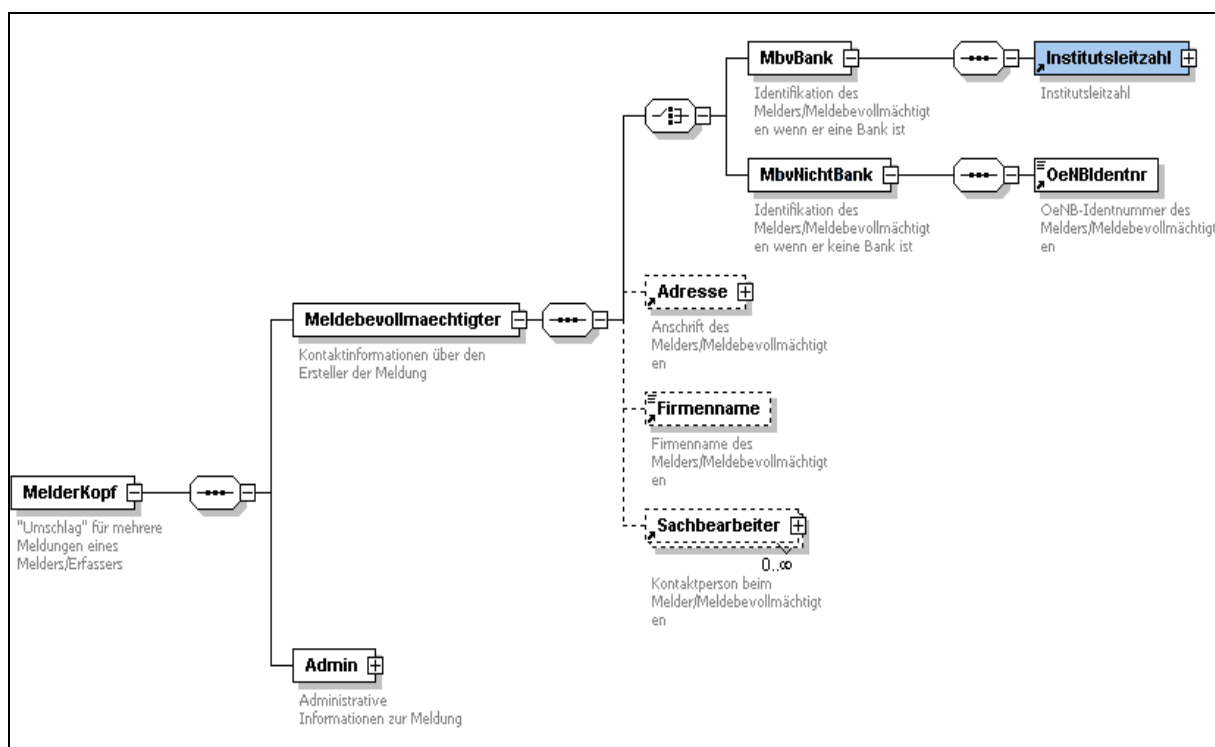 MbvBank
Identifikation des
Melders/Meldebevollmächtigt
en wenn er eine Bank ist
Institutsleitzahl
Institutsleitzahl
MbvNichtBank
Identifikation des
Melders/Meldebevollmächtigt
en wenn er keine Bank ist
OeNBIdentnr
OeNB-Identnummer des
Melders/Meldebevollmächtigt
en
Adresse
Anschrift des
Melders/Meldebevollmächtigt
en
Meldebevollmaechtigter
Kontaktinformationen über den
Ersteller der Meldung
Firmenname
Firmenname des
Melders/Meldebevollmächtigt
en
MelderKopf
"Umschlag" für mehrere
Meldungen eines
Melders/Erfassers
Sachbearbeiter
0..∞
Kontaktperson beim
Melder/Meldebevollmächtigt
en
Admin
Administrative
Informationen zur Meldung